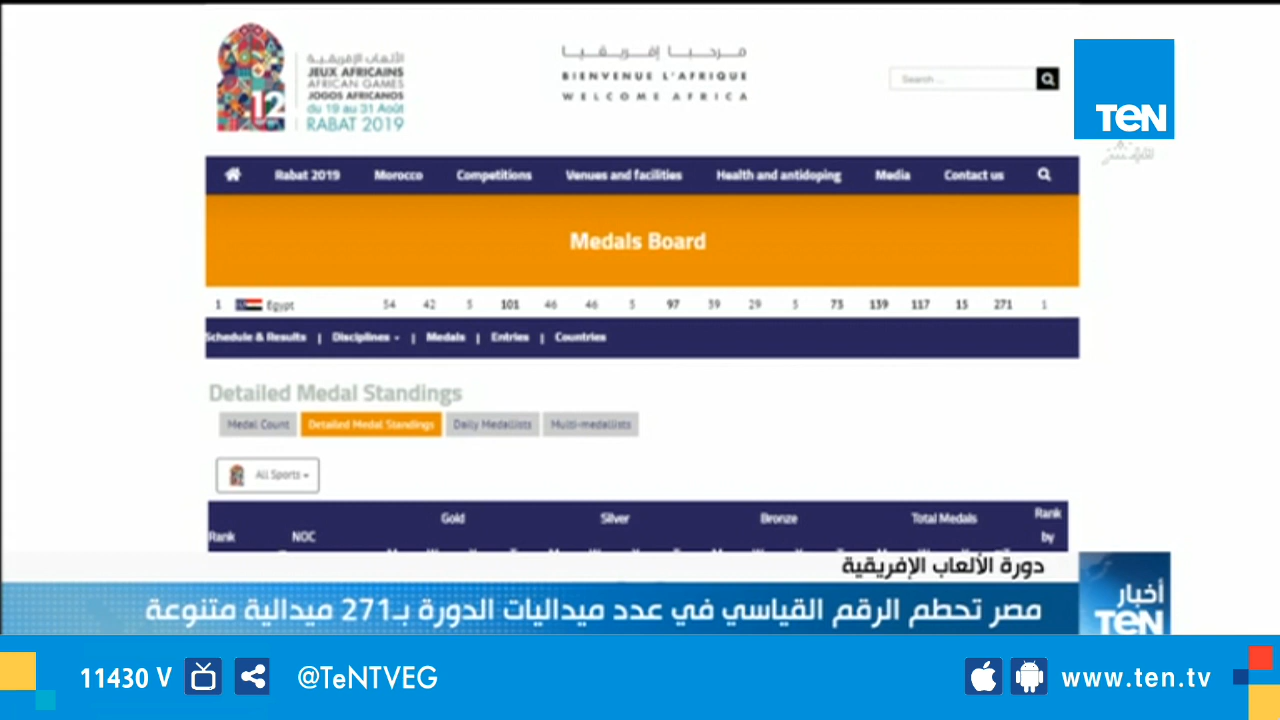 الألعاب الإفريقية
JEUX AFRICAINS
AFRICAN GAMES
JOGOS AFRICANOS
du 19 au 31 Août
RABAT 2019
12
مرحبا إفريقيا
BIENVENUE L'AFRIQUE
WELCOME AFRICA
Search ...
TEN
Rabat 2019 Morocco Competitions Venues and facilities Health and antidoping Media Contact us
Medals Board
1 Egypt 54 42 5 101 46 46 5 97 39 29 5 73 139 117 15 271 1
Schedule & Results | Disciplines | Medals | Entries | Countries
Detailed Medal Standings
Medal Count Detailed Medal Standings Daily Medallists Multi-medallists
All Sports
Gold Silver Bronze Total Medals Rank
Rank NOC by
دورة الألعاب الإفريقية
مصر تحطم الرقم القياسي في عدد ميداليات الدورة بـ271 ميدالية متنوعة
أخبار
TEN
11430 V @TeNTVEG www.ten.tv